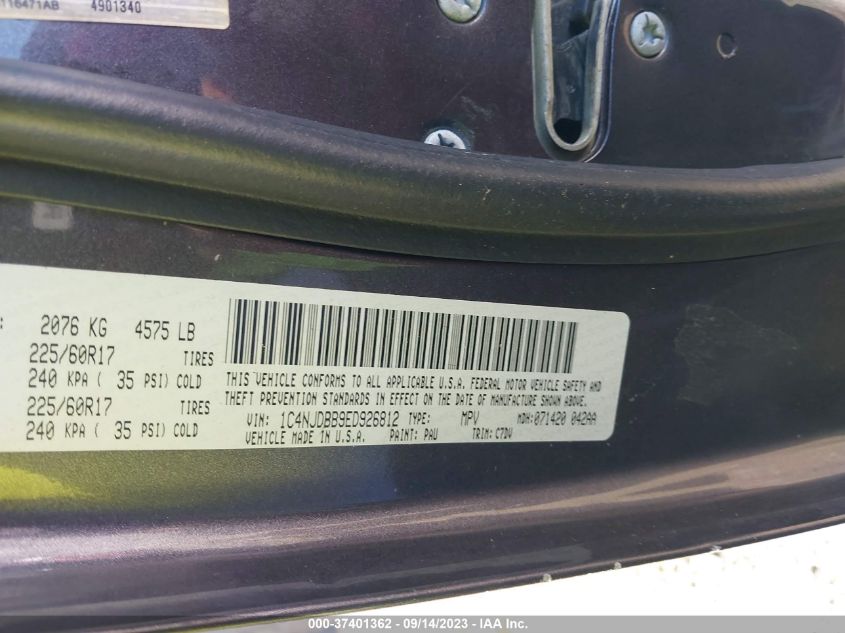 116471AB 4901340
2076 KG 4575 LB
225/60R17 TIRES
240 KPA ( 35 PSI) COLD
225/60R17 TIRES
240 KPA ( 35 PSI) COLD
THIS VEHICLE CONFORMS TO ALL APPLICABLE U.S.A. FEDERAL MOTOR VEHICLE SAFETY AND
THEFT PREVENTION STANDARDS IN EFFECT ON THE DATE OF MANUFACTURE SHOWN ABOVE.
VIN: 1C4NJDBB9ED926812 TYPE: MPV MDH: 071420 042AA
VEHICLE MADE IN U.S.A. PAINT: PAU TRIM: C7DV
000-37401362 - 09/14/2023 - IAA Inc.